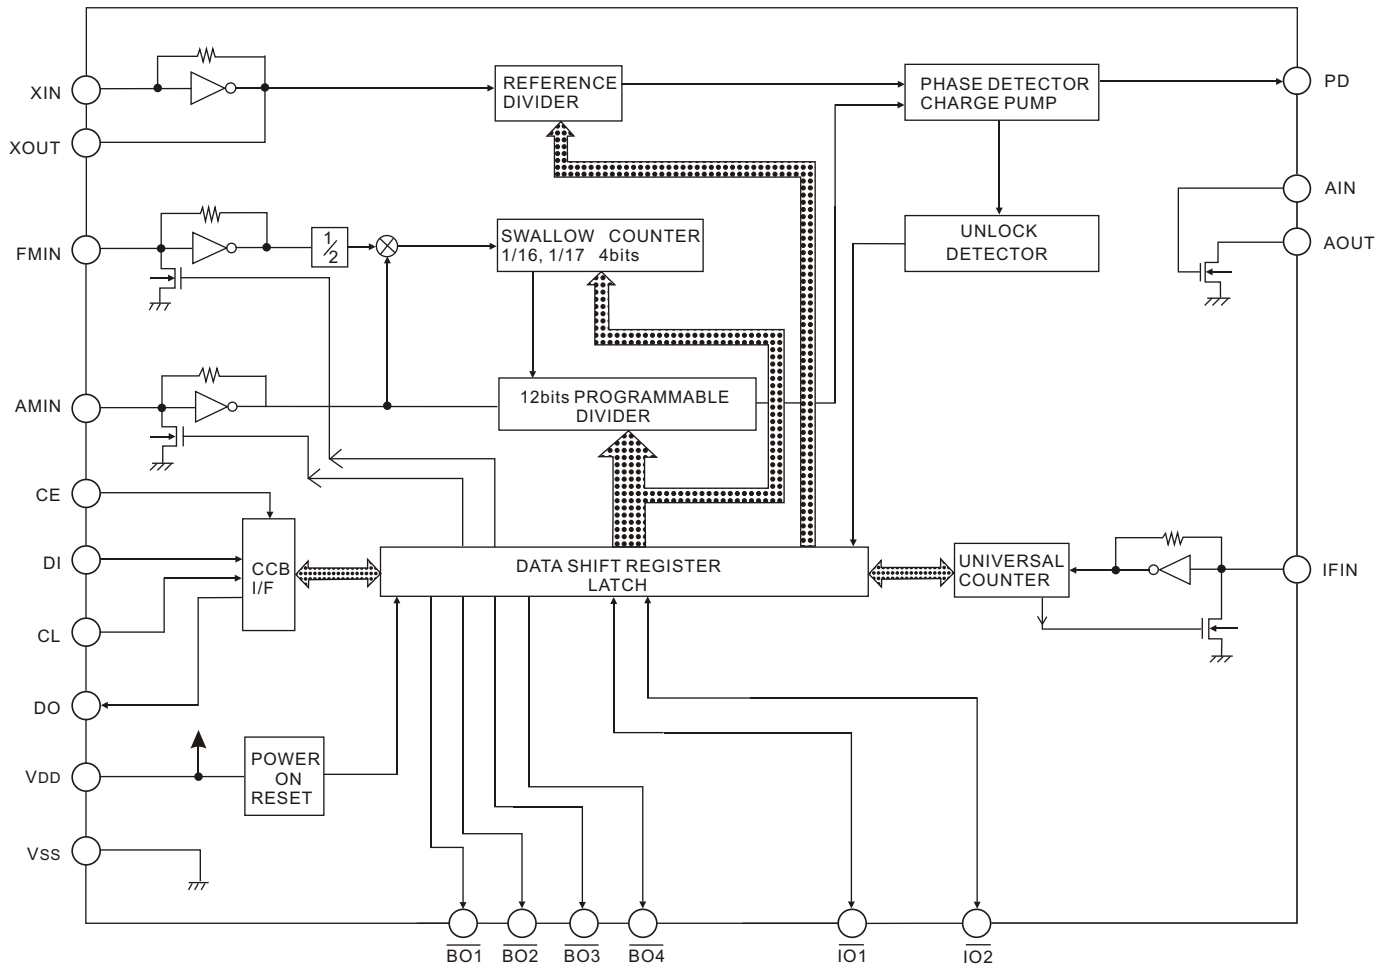 XIN
REFERENCE
DIVIDER
PHASE DETECTOR
CHARGE PUMP
PD
XOUT
AIN
FMIN
1/2
SWALLOW COUNTER
1/16, 1/17 4bits
UNLOCK
DETECTOR
AOUT
AMIN
12bits PROGRAMMABLE
DIVIDER
CE
DI
CCB
I/F
DATA SHIFT REGISTER
LATCH
UNIVERSAL
COUNTER
IFIN
CL
DO
VDD
POWER
ON
RESET
VSS
BO1
BO2
BO3
BO4
IO1
IO2